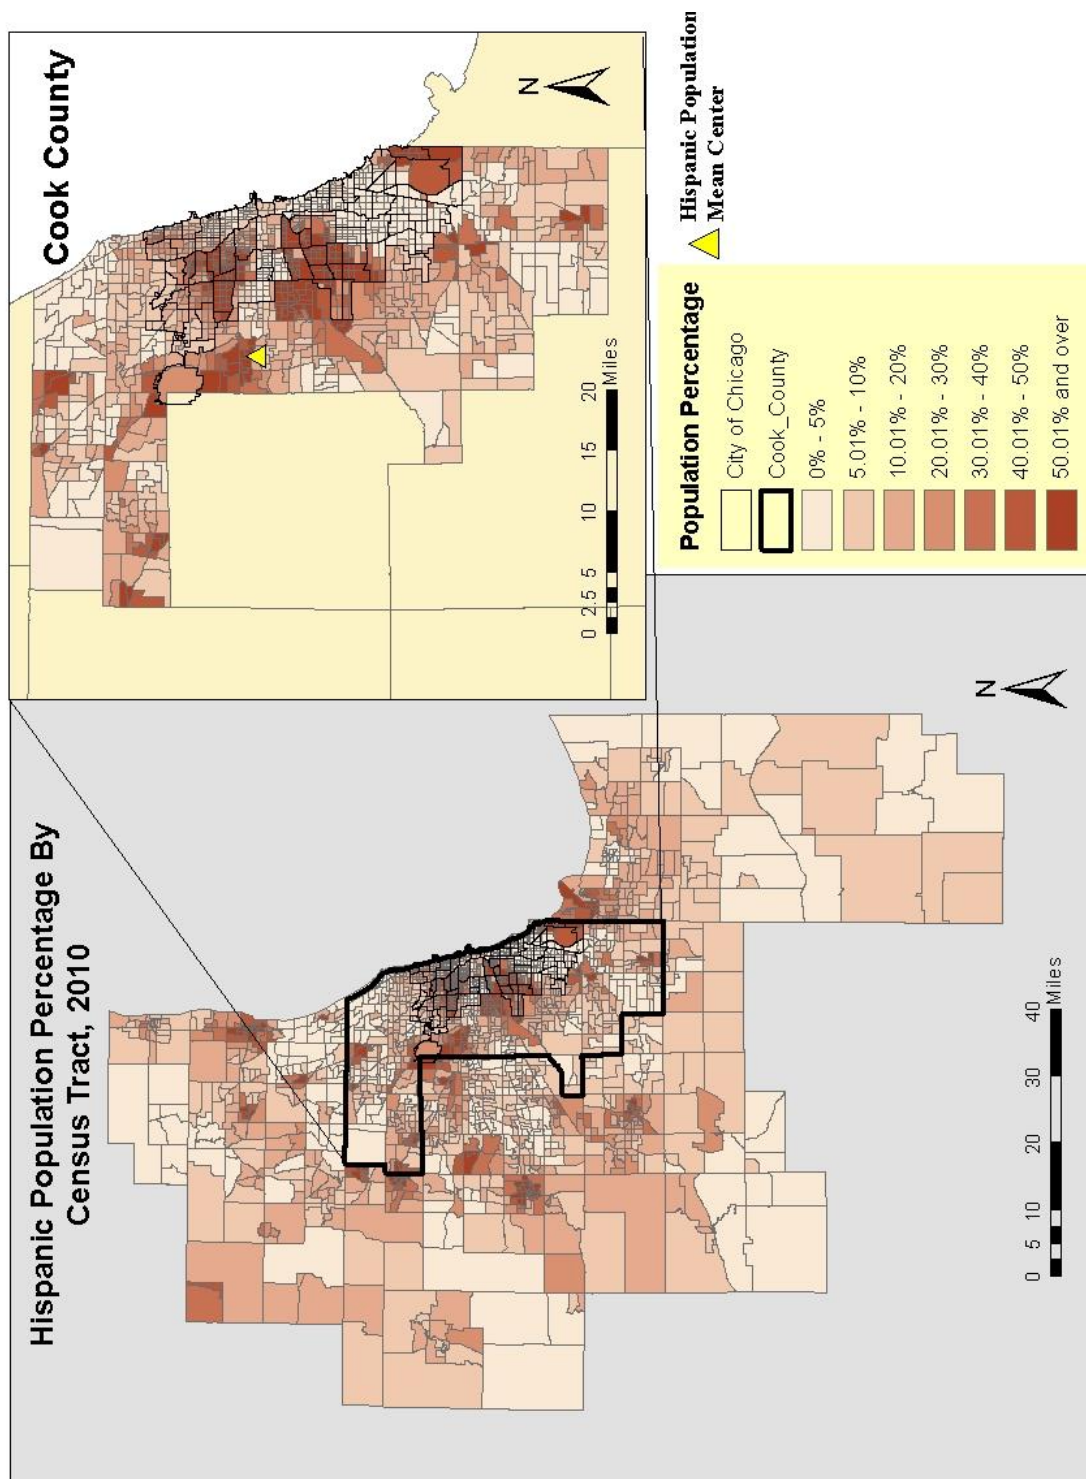 Hispanic Population Percentage By
Census Tract, 2010
Cook County
N
0 2.5 5 10 15 20
Miles
N
0 5 10 20 30 40
Miles
Population Percentage
City of Chicago
Cook_County
0% - 5%
5.01% - 10%
10.01% - 20%
20.01% - 30%
30.01% - 40%
40.01% - 50%
50.01% and over
Hispanic Population
Mean Center